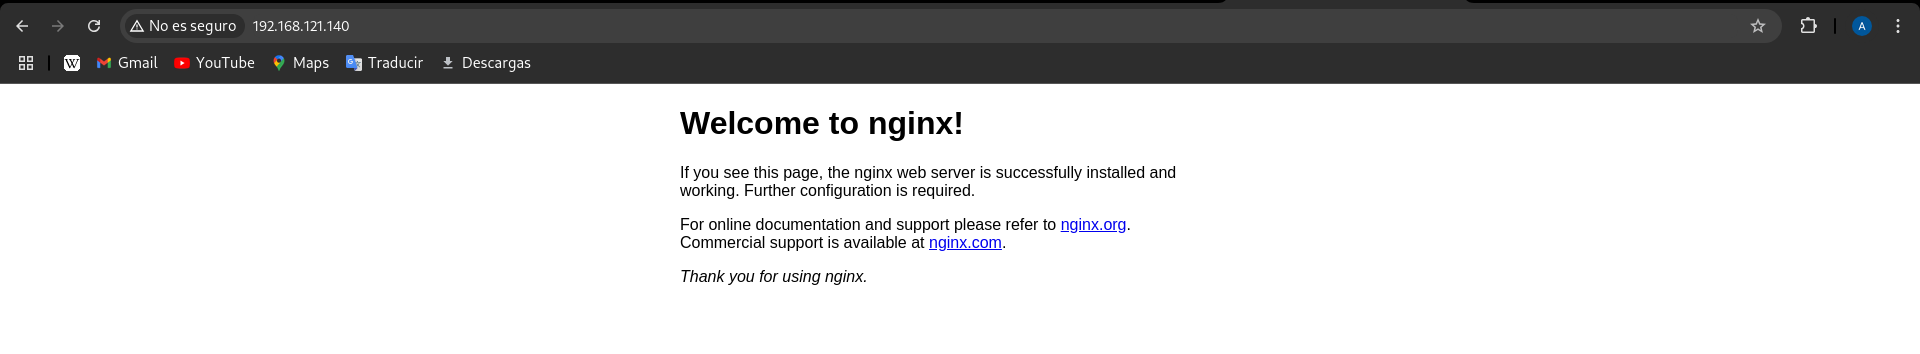 No es seguro 192.168.121.140
A
W Gmail YouTube Maps Traducir Descargas
Welcome to nginx!
If you see this page, the nginx web server is successfully installed and
working. Further configuration is required.
For online documentation and support please refer to nginx.org.
Commercial support is available at nginx.com.
Thank you for using nginx.